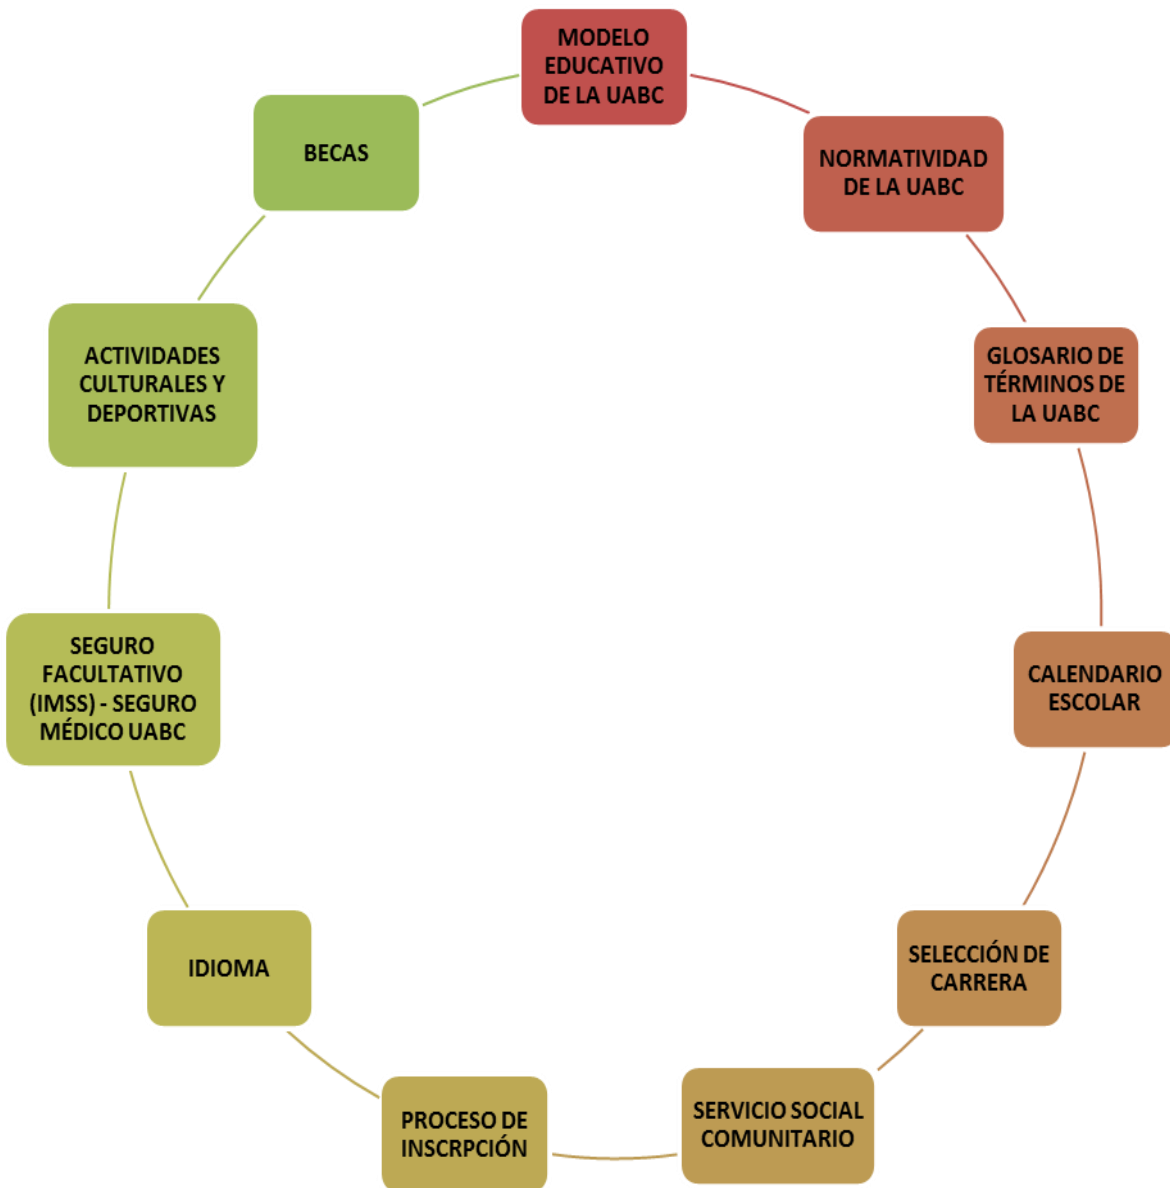 MODELO
EDUCATIVO
DE LA UABC
NORMATIVIDAD
DE LA UABC
GLOSARIO DE
TÉRMINOS DE
LA UABC
CALENDARIO
ESCOLAR
SELECCIÓN DE
CARRERA
SERVICIO SOCIAL
COMUNITARIO
PROCESO DE
INSCRPCIÓN
IDIOMA
SEGURO
FACULTATIVO
(IMSS) - SEGURO
MÉDICO UABC
ACTIVIDADES
CULTURALES Y
DEPORTIVAS
BECAS